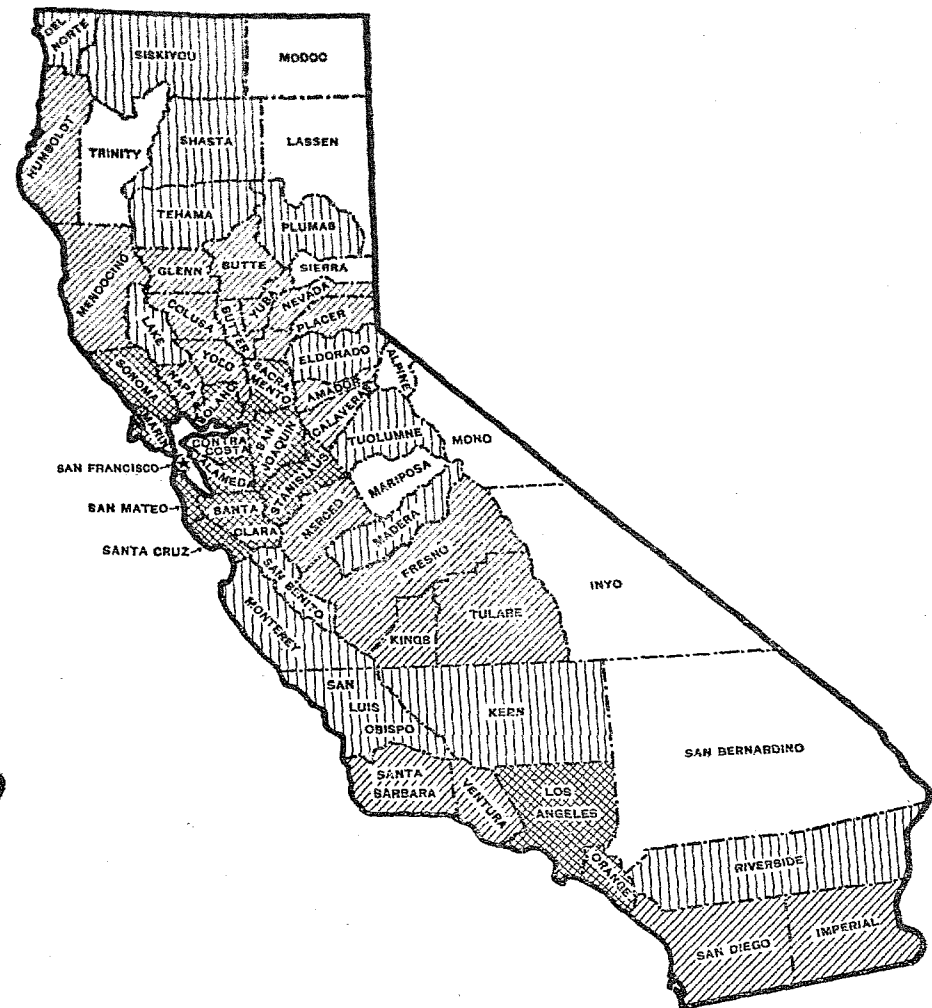 DEL
NORTE
SISKIYOU
MODOC
HUMBOLDT
TRINITY
SHASTA
LASSEN
TEHAMA
PLUMAS
MENDOCINO
GLENN
BUTTE
SIERRA
LAKE
COLUSA
SUTTER
YUBA
NEVADA
PLACER
SONOMA
NAPA
YOLO
SACRA
MENTO
ELDORADO
ALPINE
SOLANO
AMADOR
CALAVERAS
MARIN
CONTRA
COSTA
SAN
JOAQUIN
TUOLUMNE
MONO
SAN FRANCISCO
ALAMEDA
STANISLAUS
MARIPOSA
SAN MATEO
SANTA
CLARA
MERCED
MADERA
SANTA CRUZ
SAN BENITO
FRESNO
INYO
MONTEREY
KINGS
TULARE
SAN
LUIS
OBISPO
KERN
SAN BERNARDINO
SANTA
BARBARA
VENTURA
LOS
ANGELES
ORANGE
RIVERSIDE
SAN DIEGO
IMPERIAL